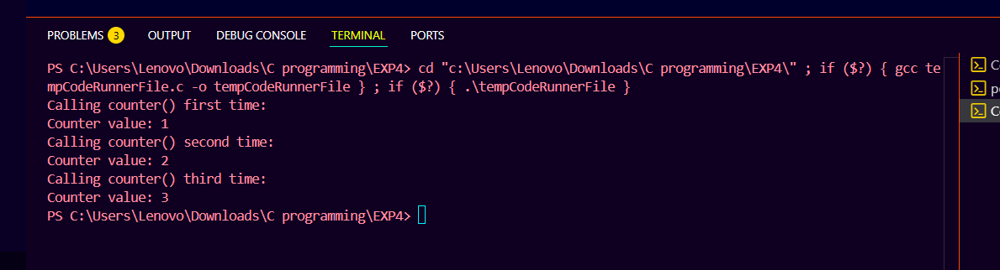 PROBLEMS 3 OUTPUT DEBUG CONSOLE TERMINAL PORTS
PS C:\Users\Lenovo\Downloads\C programming\EXP4> cd "c:\Users\Lenovo\Downloads\C programming\EXP4\" ; if ($?) { gcc te
mpCodeRunnerFile.c -o tempCodeRunnerFile } ; if ($?) { .\tempCodeRunnerFile }
Calling counter() first time:
Counter value: 1
Calling counter() second time:
Counter value: 2
Calling counter() third time:
Counter value: 3
PS C:\Users\Lenovo\Downloads\C programming\EXP4>